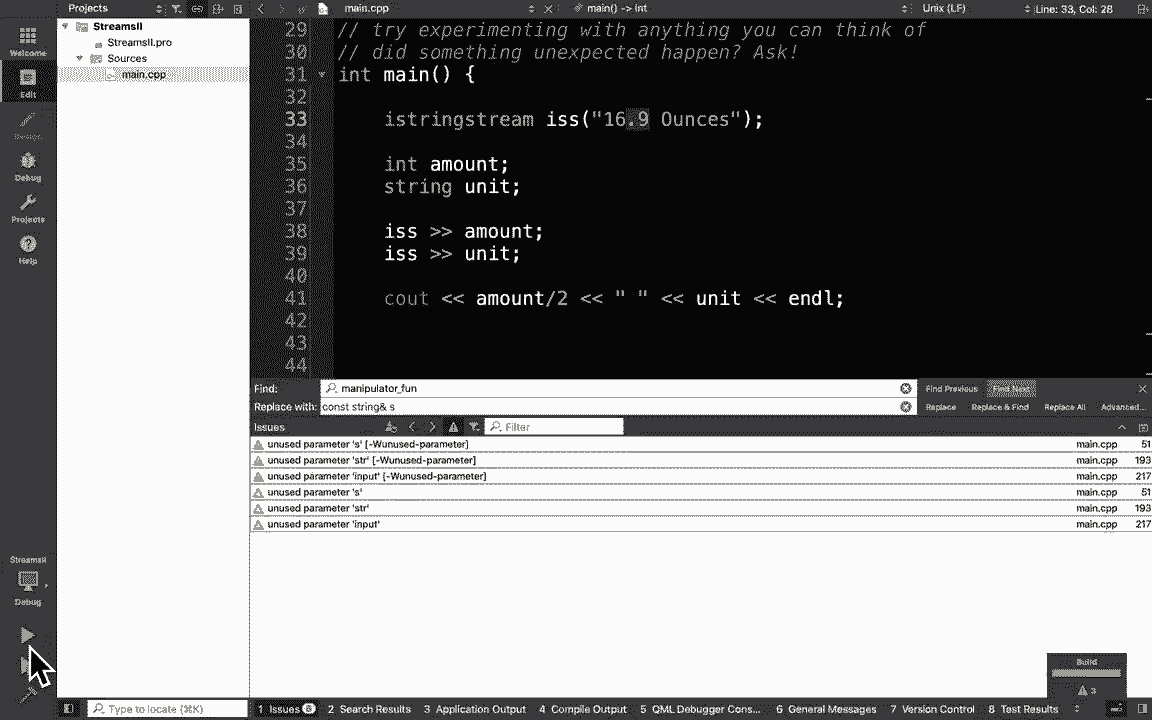 Projects
main.cpp
main() -> int
Unix (LF)
Line: 33, Col: 28
Welcome
Edit
Design
Debug
Projects
Help
StreamsII
StreamsII.pro
Sources
main.cpp
29 // try experimenting with anything you can think of
30 // did something unexpected happen? Ask!
31 int main() {
32
33 istringstream iss("16.9 Ounces");
34
35 int amount;
36 string unit;
37
38 iss >> amount;
39 iss >> unit;
40
41 cout << amount/2 << " " << unit << endl;
42
43
44
Find: manipulator_fun Find Previous Find Next
Replace with: const string& s Replace Replace & Find Replace All Advanced...
Issues Filter
unused parameter 's' [-Wunused-parameter] main.cpp 51
unused parameter 'str' [-Wunused-parameter] main.cpp 193
unused parameter 'input' [-Wunused-parameter] main.cpp 217
unused parameter 's' main.cpp 51
unused parameter 'str' main.cpp 193
unused parameter 'input' main.cpp 217
StreamsII
Debug
Build
3
Type to locate (⌘K) 1 Issues 6 2 Search Results 3 Application Output 4 Compile Output 5 QML Debugger Cons... 6 General Messages 7 Version Control 8 Test Results